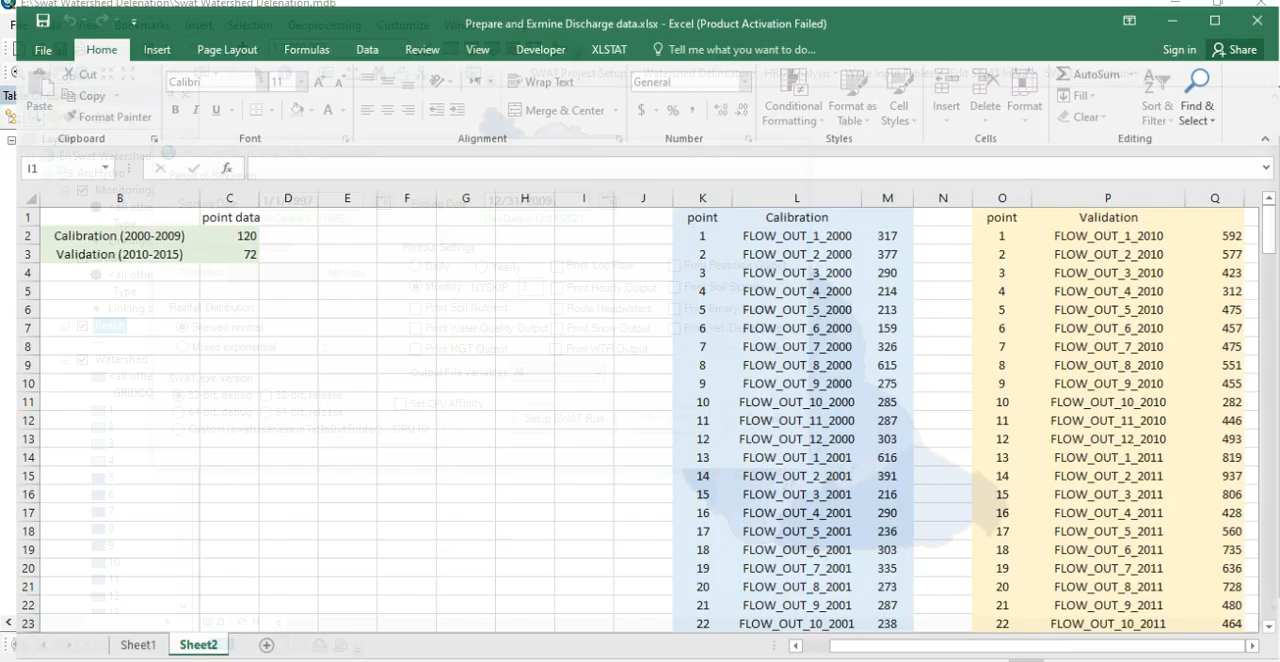 E:\Swat Watershed Delenation\Swat Watershed Delenation.mdb
Prepare and Exmine Discharge data.xlsx - Excel (Product Activation Failed)
File Home Insert Page Layout Formulas Data Review View Developer XLSTAT Tell me what you want to do... Sign in Share
Cut
Copy
Format Painter
Paste
Calibri 11
B I U
Wrap Text
Merge & Center
General
$ % ,
Conditional Formatting
Format as Table
Cell Styles
Insert Delete Format
AutoSum
Fill
Clear
Sort & Filter
Find & Select
Clipboard Font Alignment Number Styles Cells Editing
I1 fx
B C D E F G H I J K L M N O P Q
1 point data point Calibration point Validation
2 Calibration (2000-2009) 120 1 FLOW_OUT_1_2000 317 1 FLOW_OUT_1_2010 592
3 Validation (2010-2015) 72 2 FLOW_OUT_2_2000 377 2 FLOW_OUT_2_2010 577
4 3 FLOW_OUT_3_2000 290 3 FLOW_OUT_3_2010 423
5 4 FLOW_OUT_4_2000 214 4 FLOW_OUT_4_2010 312
6 5 FLOW_OUT_5_2000 213 5 FLOW_OUT_5_2010 475
7 6 FLOW_OUT_6_2000 159 6 FLOW_OUT_6_2010 457
8 7 FLOW_OUT_7_2000 326 7 FLOW_OUT_7_2010 475
9 8 FLOW_OUT_8_2000 615 8 FLOW_OUT_8_2010 551
10 9 FLOW_OUT_9_2000 275 9 FLOW_OUT_9_2010 455
11 10 FLOW_OUT_10_2000 285 10 FLOW_OUT_10_2010 282
12 11 FLOW_OUT_11_2000 287 11 FLOW_OUT_11_2010 446
13 12 FLOW_OUT_12_2000 303 12 FLOW_OUT_12_2010 493
14 13 FLOW_OUT_1_2001 616 13 FLOW_OUT_1_2011 819
15 14 FLOW_OUT_2_2001 391 14 FLOW_OUT_2_2011 937
16 15 FLOW_OUT_3_2001 216 15 FLOW_OUT_3_2011 806
17 16 FLOW_OUT_4_2001 290 16 FLOW_OUT_4_2011 428
18 17 FLOW_OUT_5_2001 236 17 FLOW_OUT_5_2011 560
19 18 FLOW_OUT_6_2001 303 18 FLOW_OUT_6_2011 735
20 19 FLOW_OUT_7_2001 335 19 FLOW_OUT_7_2011 636
21 20 FLOW_OUT_8_2001 273 20 FLOW_OUT_8_2011 728
22 21 FLOW_OUT_9_2001 287 21 FLOW_OUT_9_2011 480
23 22 FLOW_OUT_10_2001 238 22 FLOW_OUT_10_2011 464
Sheet1 Sheet2